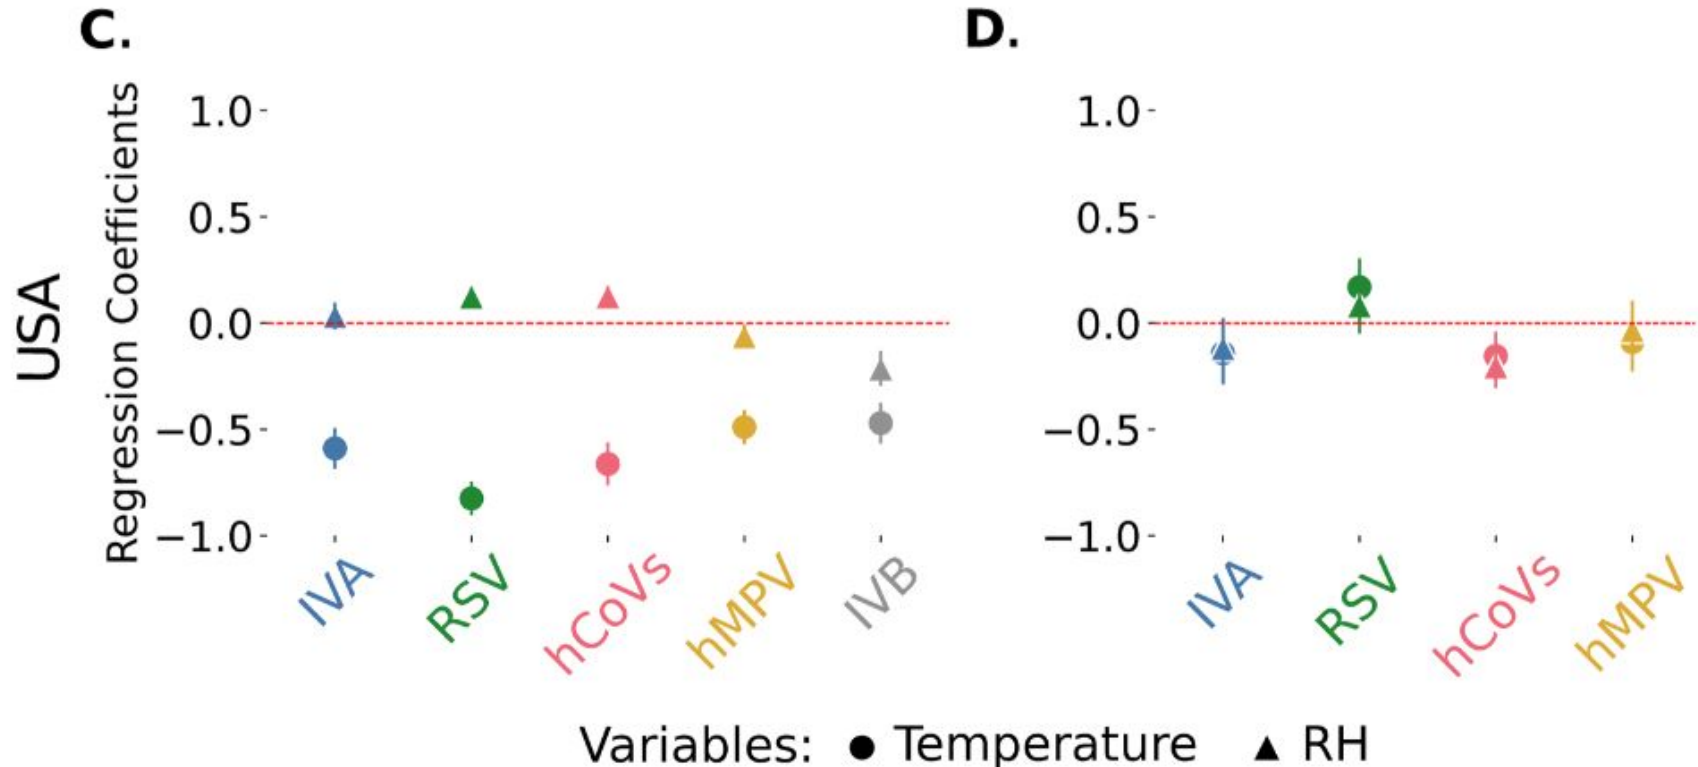 C.
USA
Regression Coefficients
1.0
0.5
0.0
−0.5
−1.0
IVA
RSV
hCoVs
hMPV
IVB
D.
1.0
0.5
0.0
−0.5
−1.0
IVA
RSV
hCoVs
hMPV
Variables: Temperature RH